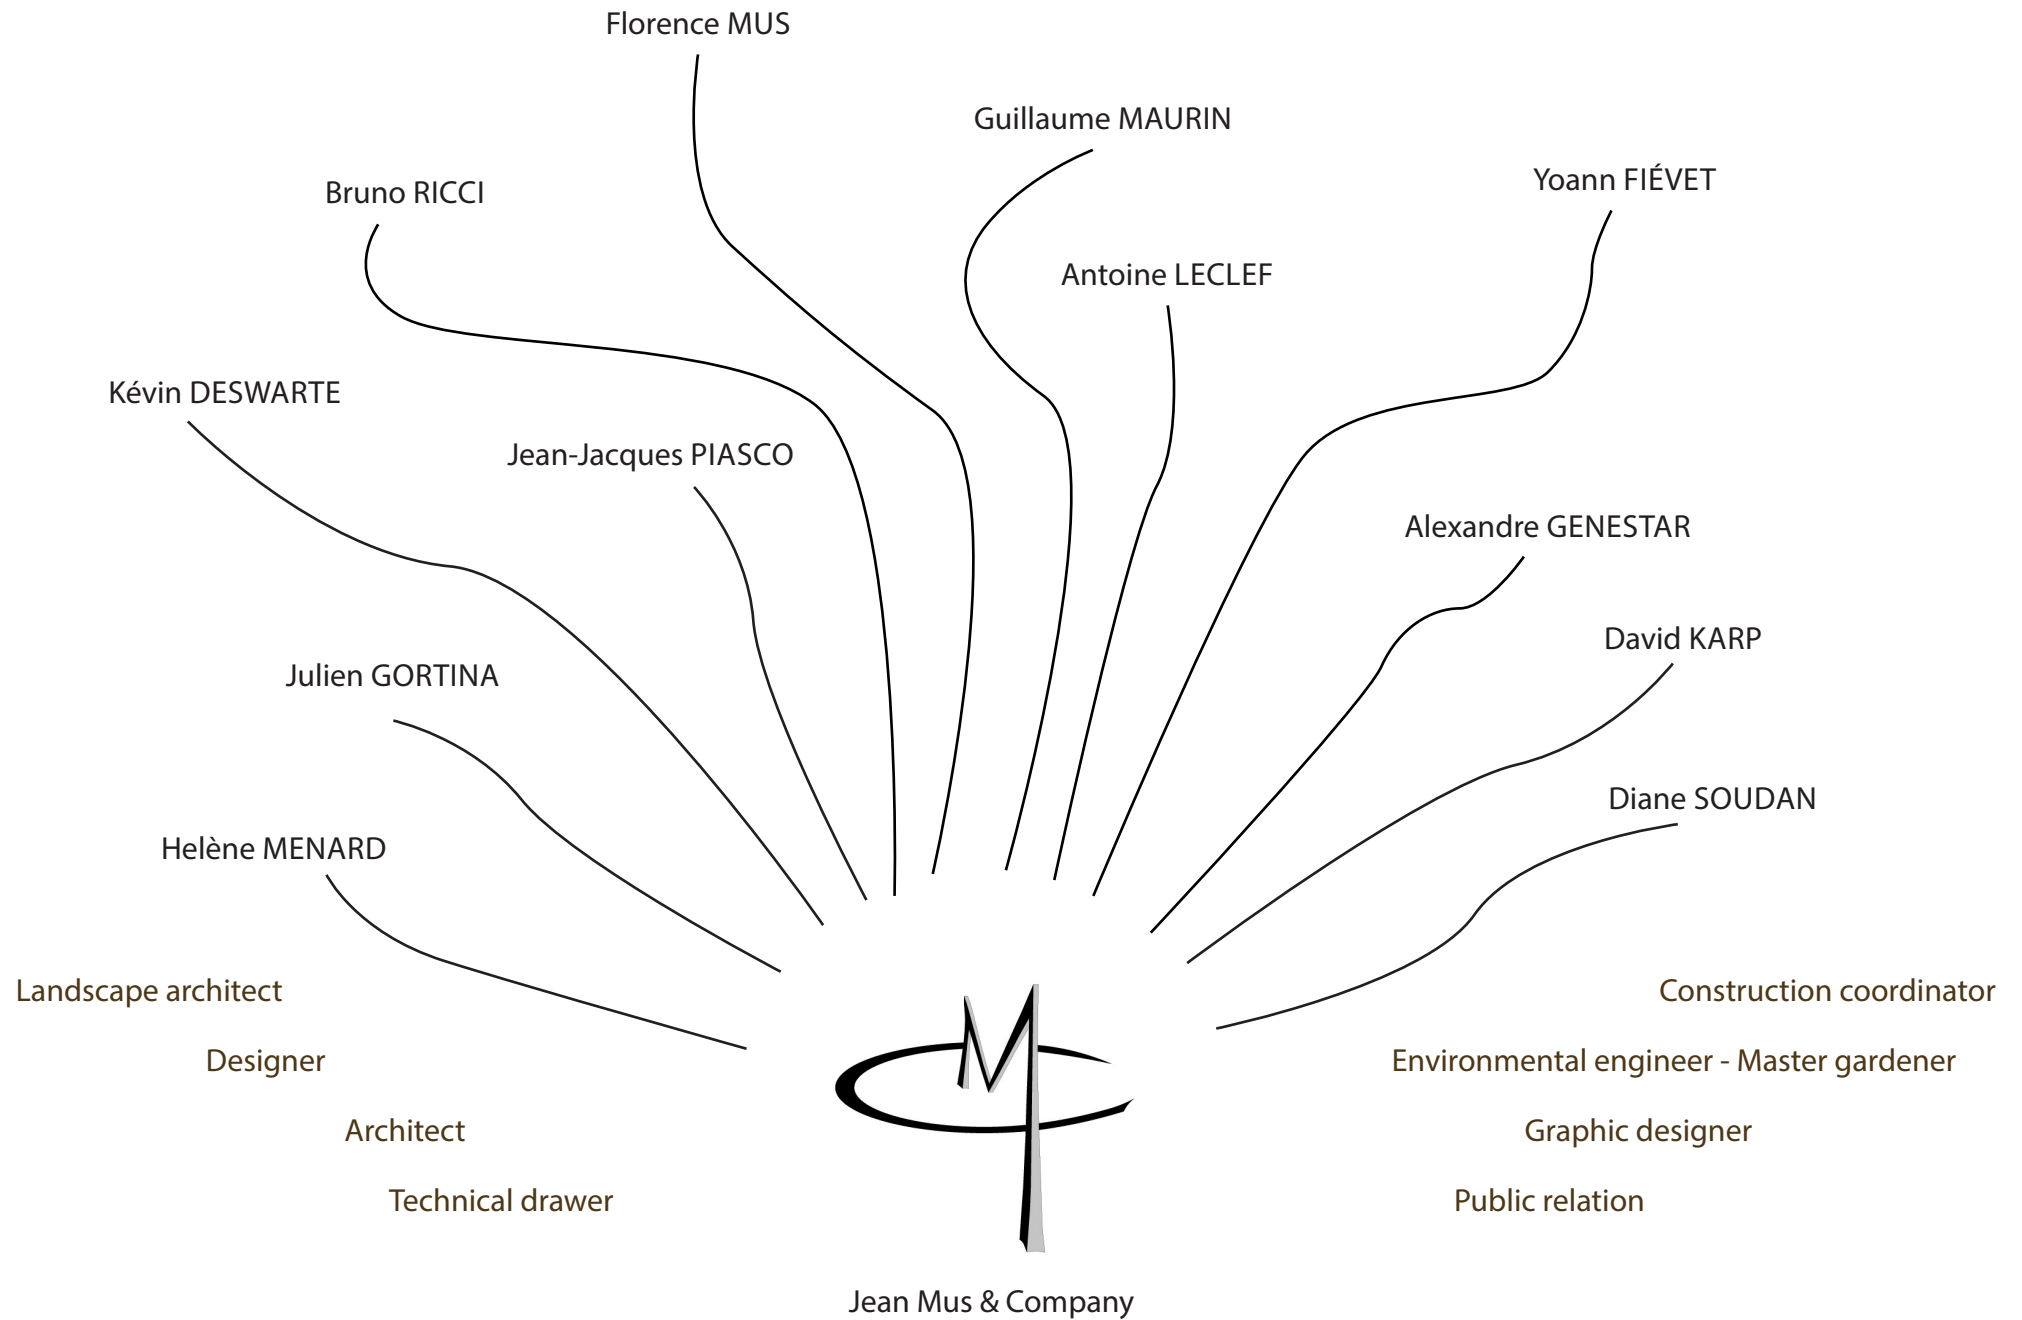 Florence MUS
Guillaume MAURIN
Yoann FIÉVET
Bruno RICCI
Antoine LECLEF
Kévin DESWARTE
Jean-Jacques PIASCO
Alexandre GENESTAR
David KARP
Julien GORTINA
Diane SOUDAN
Helène MENARD
Landscape architect
Construction coordinator
Designer
Environmental engineer - Master gardener
Architect
Graphic designer
Technical drawer
Public relation
Jean Mus & Company